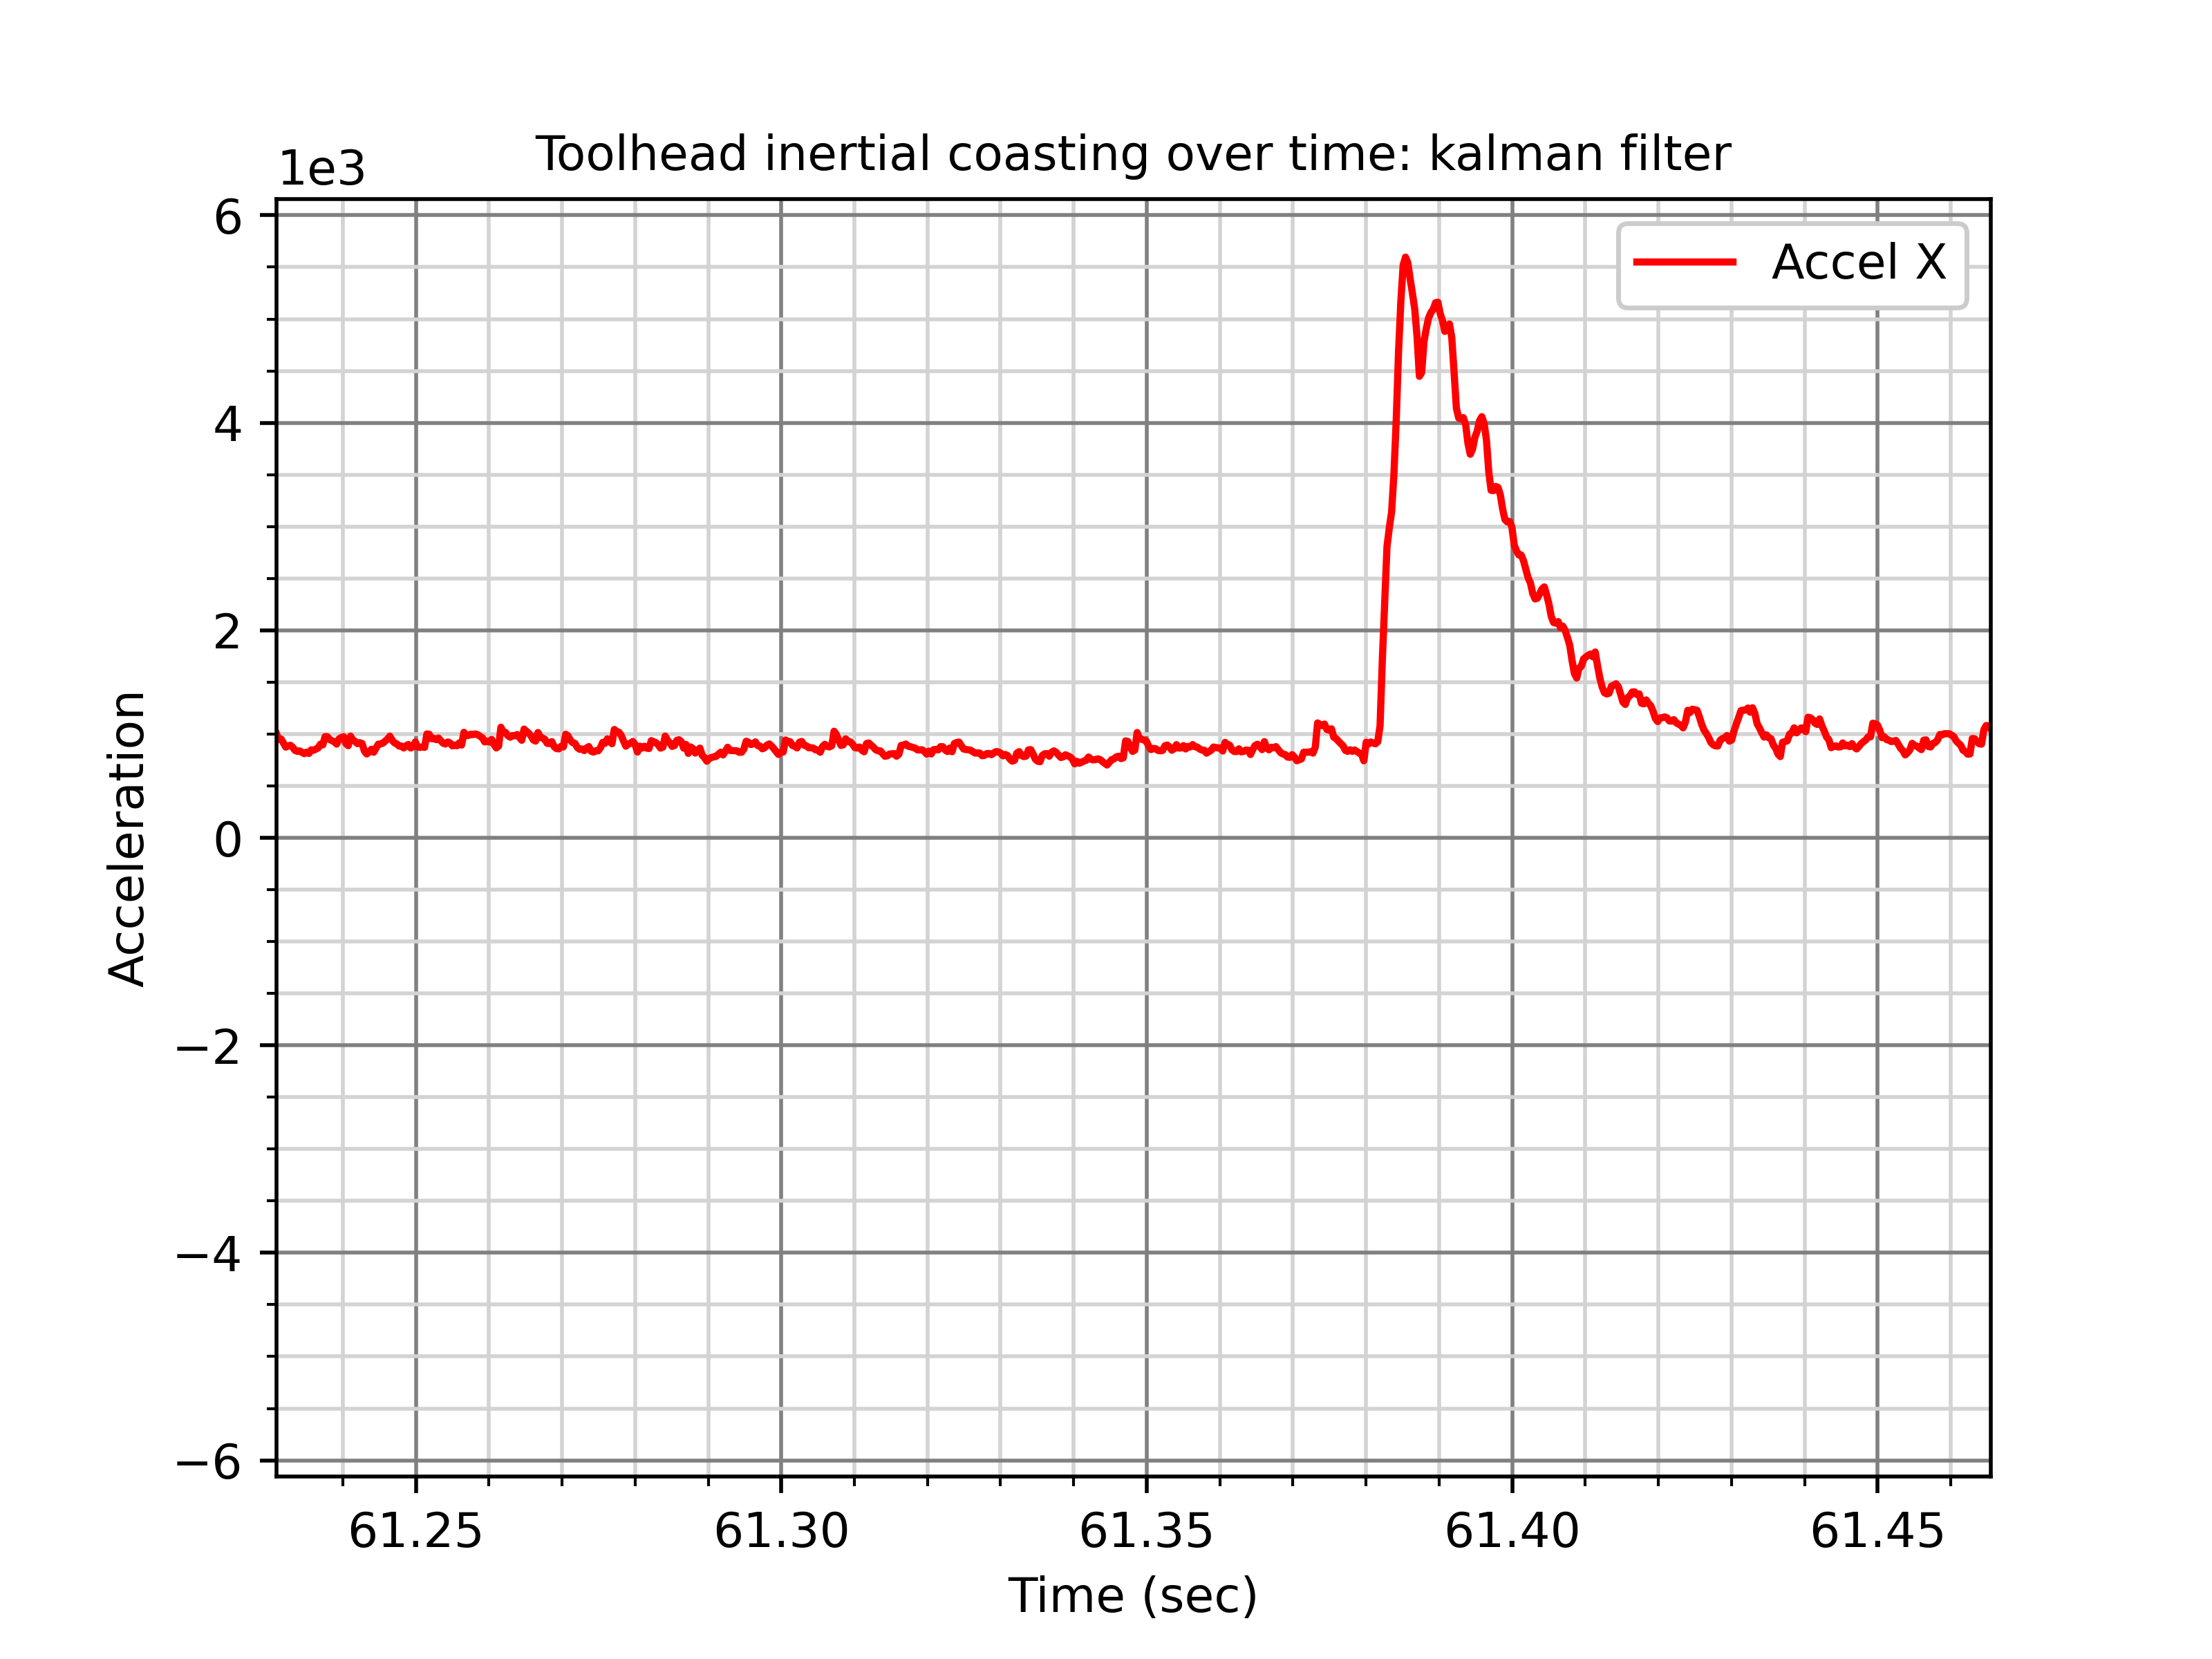 Toolhead inertial coasting over time: kalman filter
1e3
Accel X
6
4
2
0
−2
−4
−6
Acceleration
61.25 61.30 61.35 61.40 61.45
Time (sec)